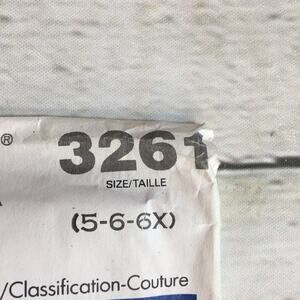 ® 3261
SIZE/TAILLE
(5-6-6X)
/Classification-Couture